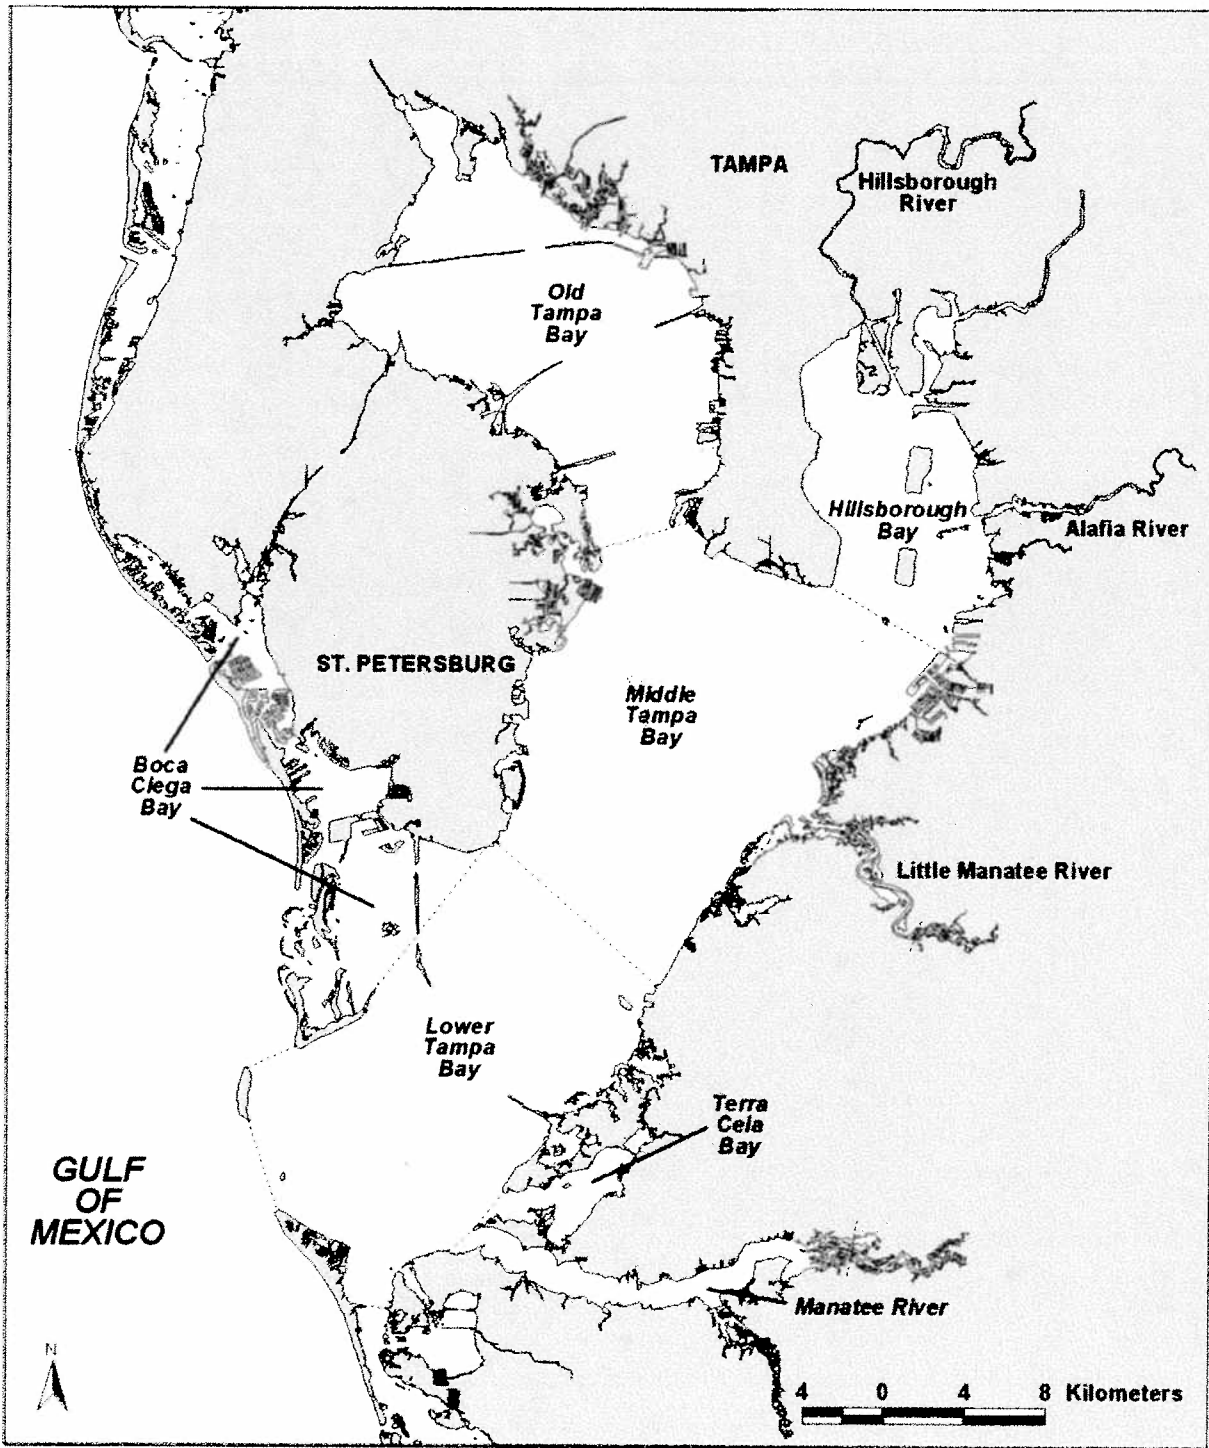 TAMPA
Hillsborough
River
Old
Tampa
Bay
Hillsborough
Bay
Alafia River
ST. PETERSBURG
Middle
Tampa
Bay
Boca
Ciega
Bay
Little Manatee River
Lower
Tampa
Bay
Terra
Ceia
Bay
GULF
OF
MEXICO
Manatee River
N
4 0 4 8 Kilometers